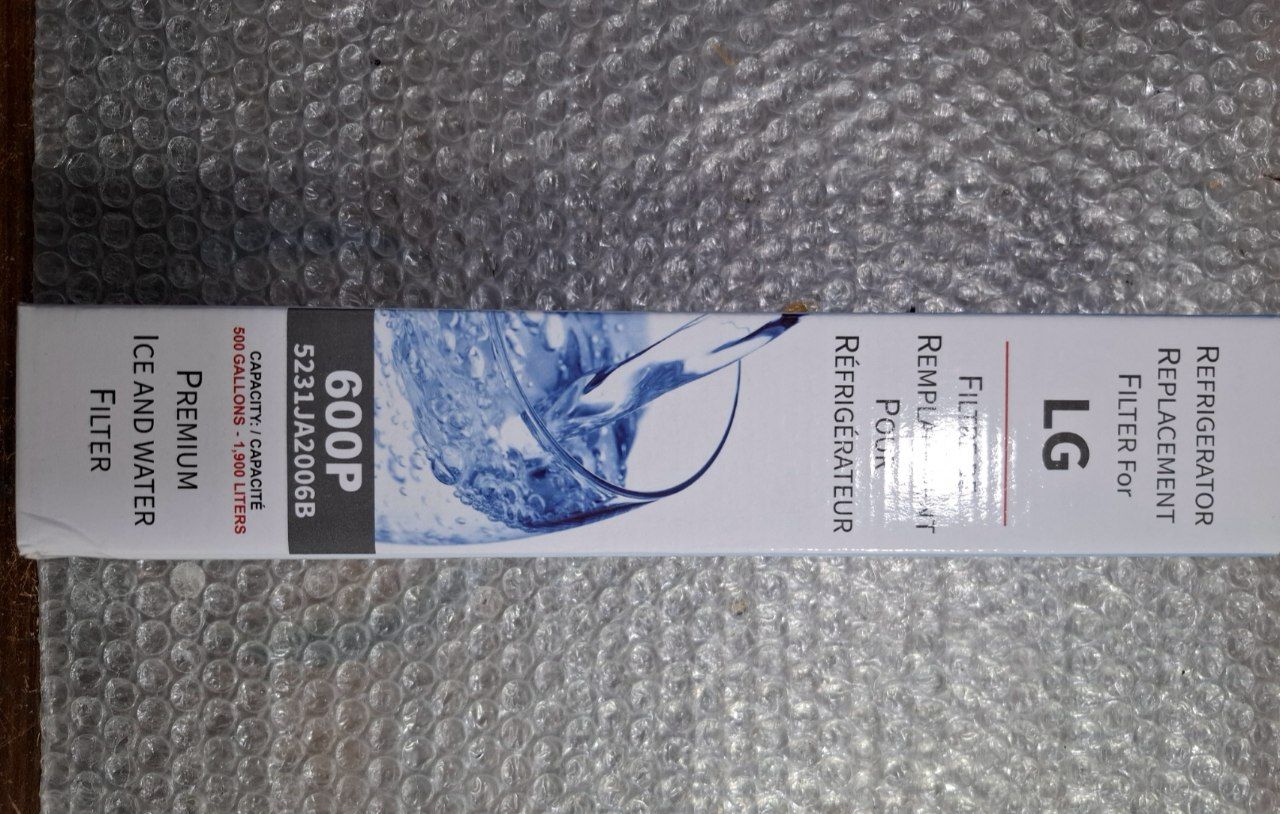 REFRIGERATOR
REPLACEMENT
FILTER FOR
LG
POUR
RÉFRIGÉRATEUR
600P
5231JA2006B
CAPACITY: / CAPACITÉ
500 GALLONS - 1,900 LITERS
PREMIUM
ICE AND WATER
FILTER